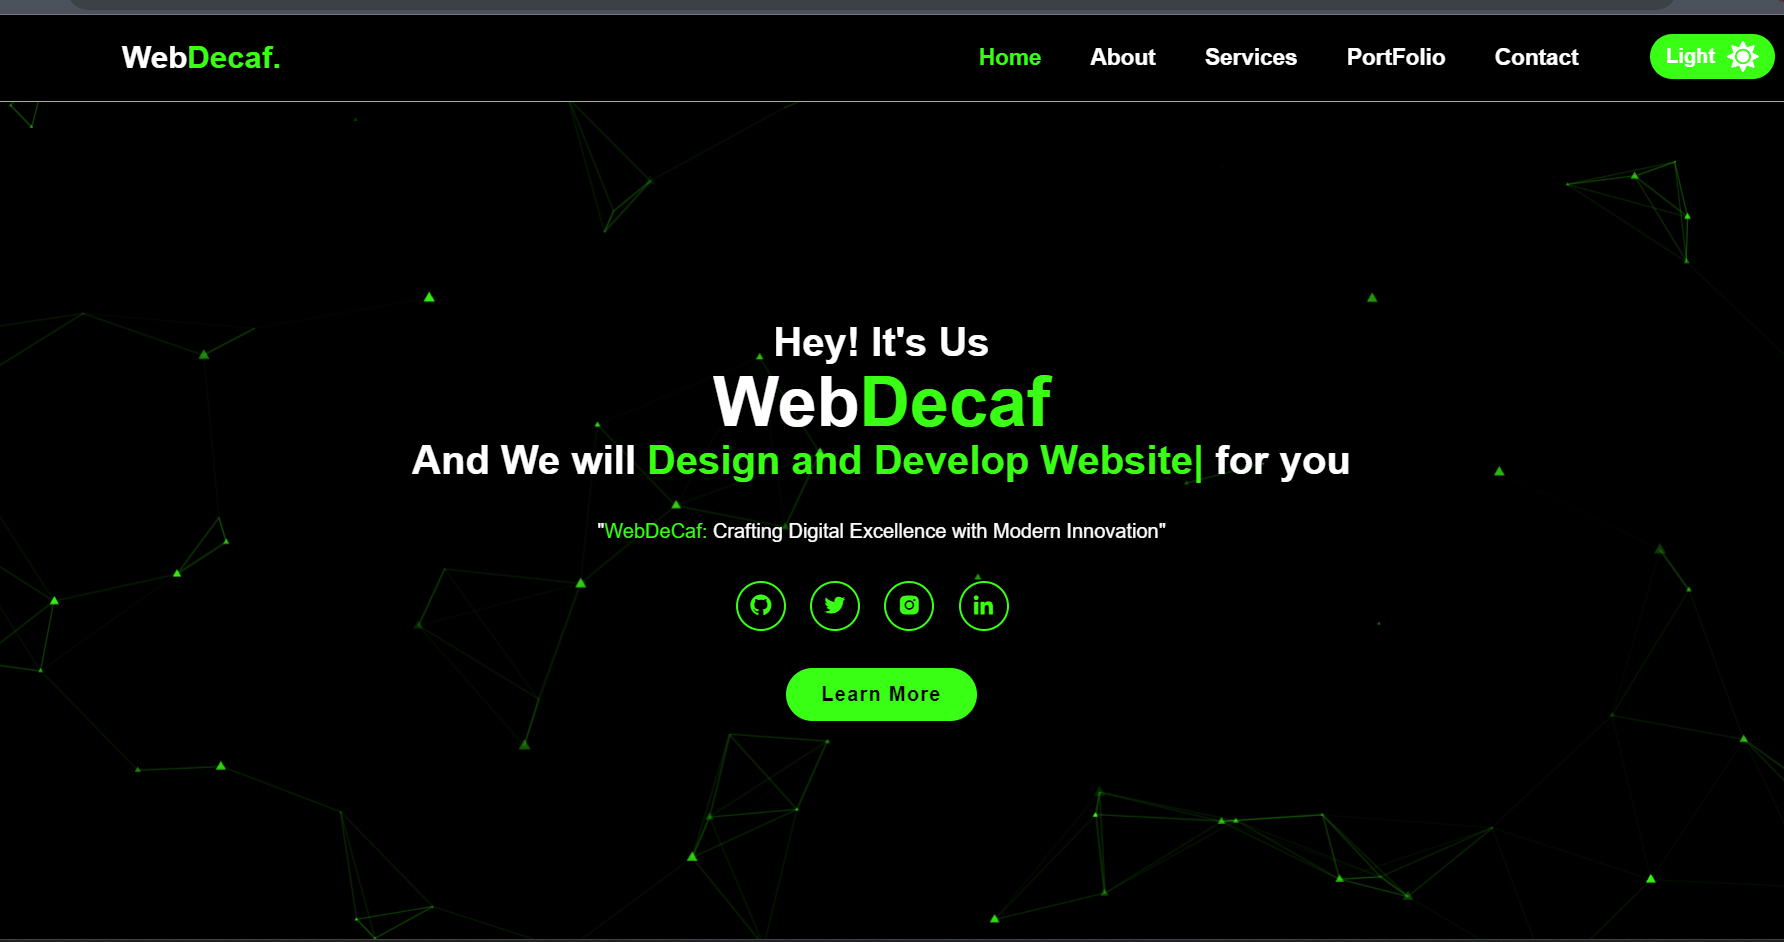 WebDecaf.
Home About Services PortFolio Contact Light
Hey! It's Us
WebDecaf
And We will Design and Develop Website| for you
"WebDeCaf: Crafting Digital Excellence with Modern Innovation"
in
Learn More